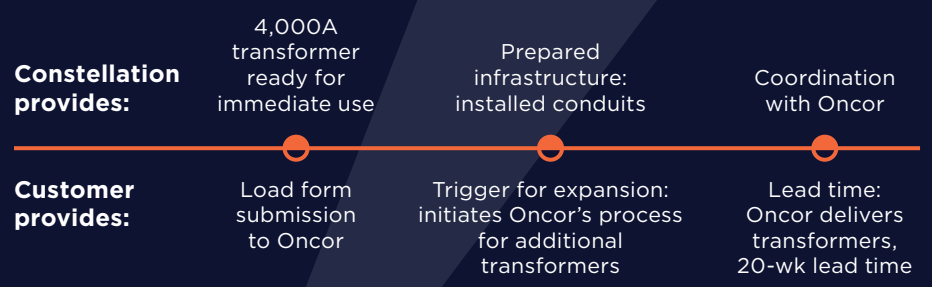 Constellation
provides:
4,000A
transformer
ready for
immediate use
Prepared
infrastructure:
installed conduits
Coordination
with Oncor
Customer
provides:
Load form
submission
to Oncor
Trigger for expansion:
initiates Oncor’s process
for additional
transformers
Lead time:
Oncor delivers
transformers,
20-wk lead time